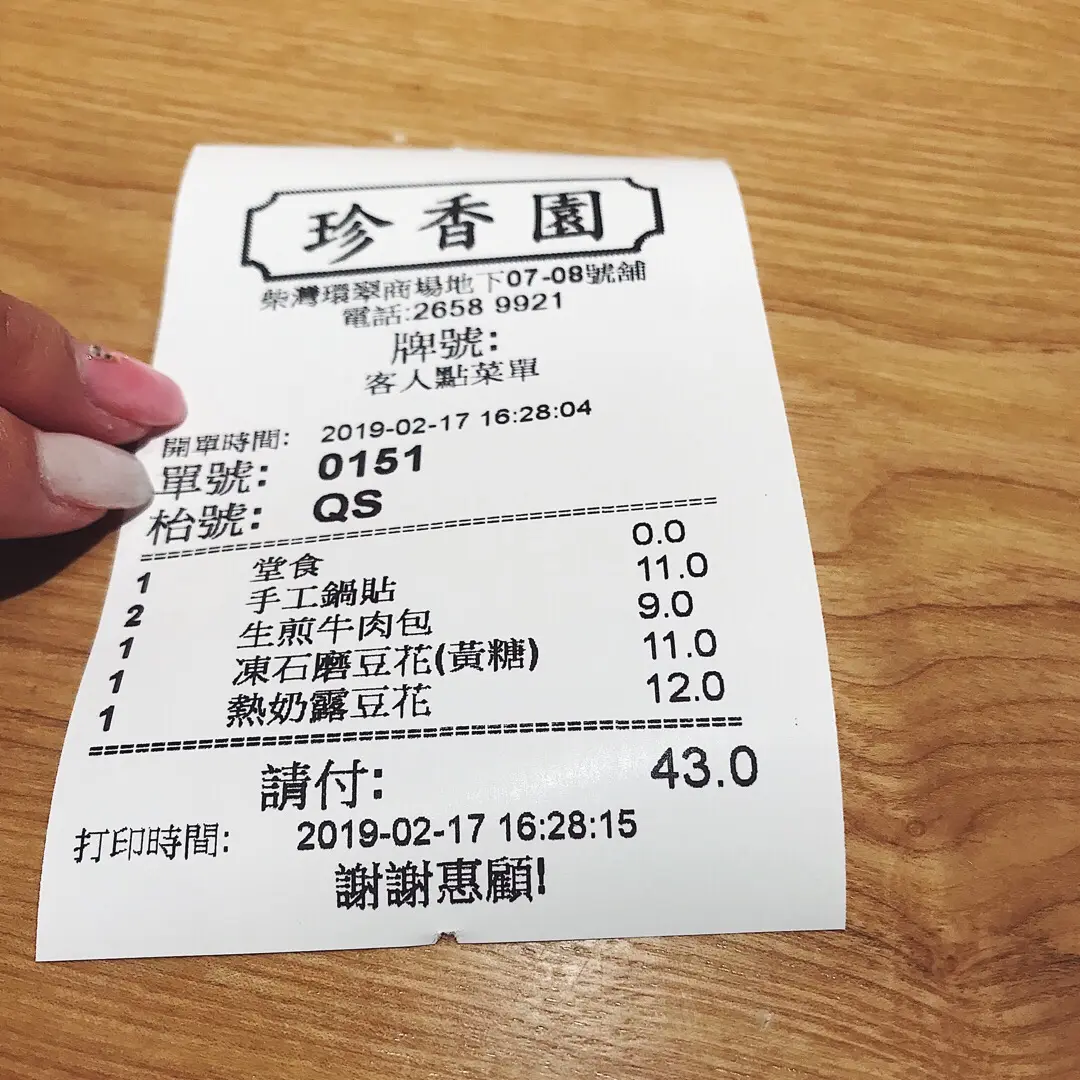 珍香園
柴灣環翠商場地下07-08號舖
電話:2658 9921
牌號:
客人點菜單
開單時間: 2019-02-17 16:28:04
單號: 0151
枱號: QS
1 堂食 0.0
2 手工鍋貼 11.0
1 生煎牛肉包 9.0
1 凍石磨豆花(黃糖) 11.0
1 熱奶露豆花 12.0
請付: 43.0
打印時間: 2019-02-17 16:28:15
謝謝惠顧!